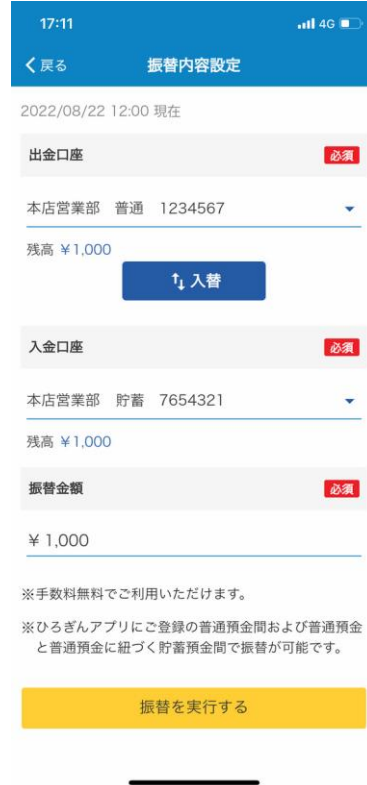 17:11 4G
戻る 振替内容設定
2022/08/22 12:00 現在
出金口座 必須
本店営業部 普通 1234567
残高 ¥1,000
入替
入金口座 必須
本店営業部 貯蓄 7654321
残高 ¥1,000
振替金額 必須
¥ 1,000
※手数料無料でご利用いただけます。
※ひろぎんアプリにご登録の普通預金間および普通預金
と普通預金に紐づく貯蓄預金間で振替が可能です。
振替を実行する